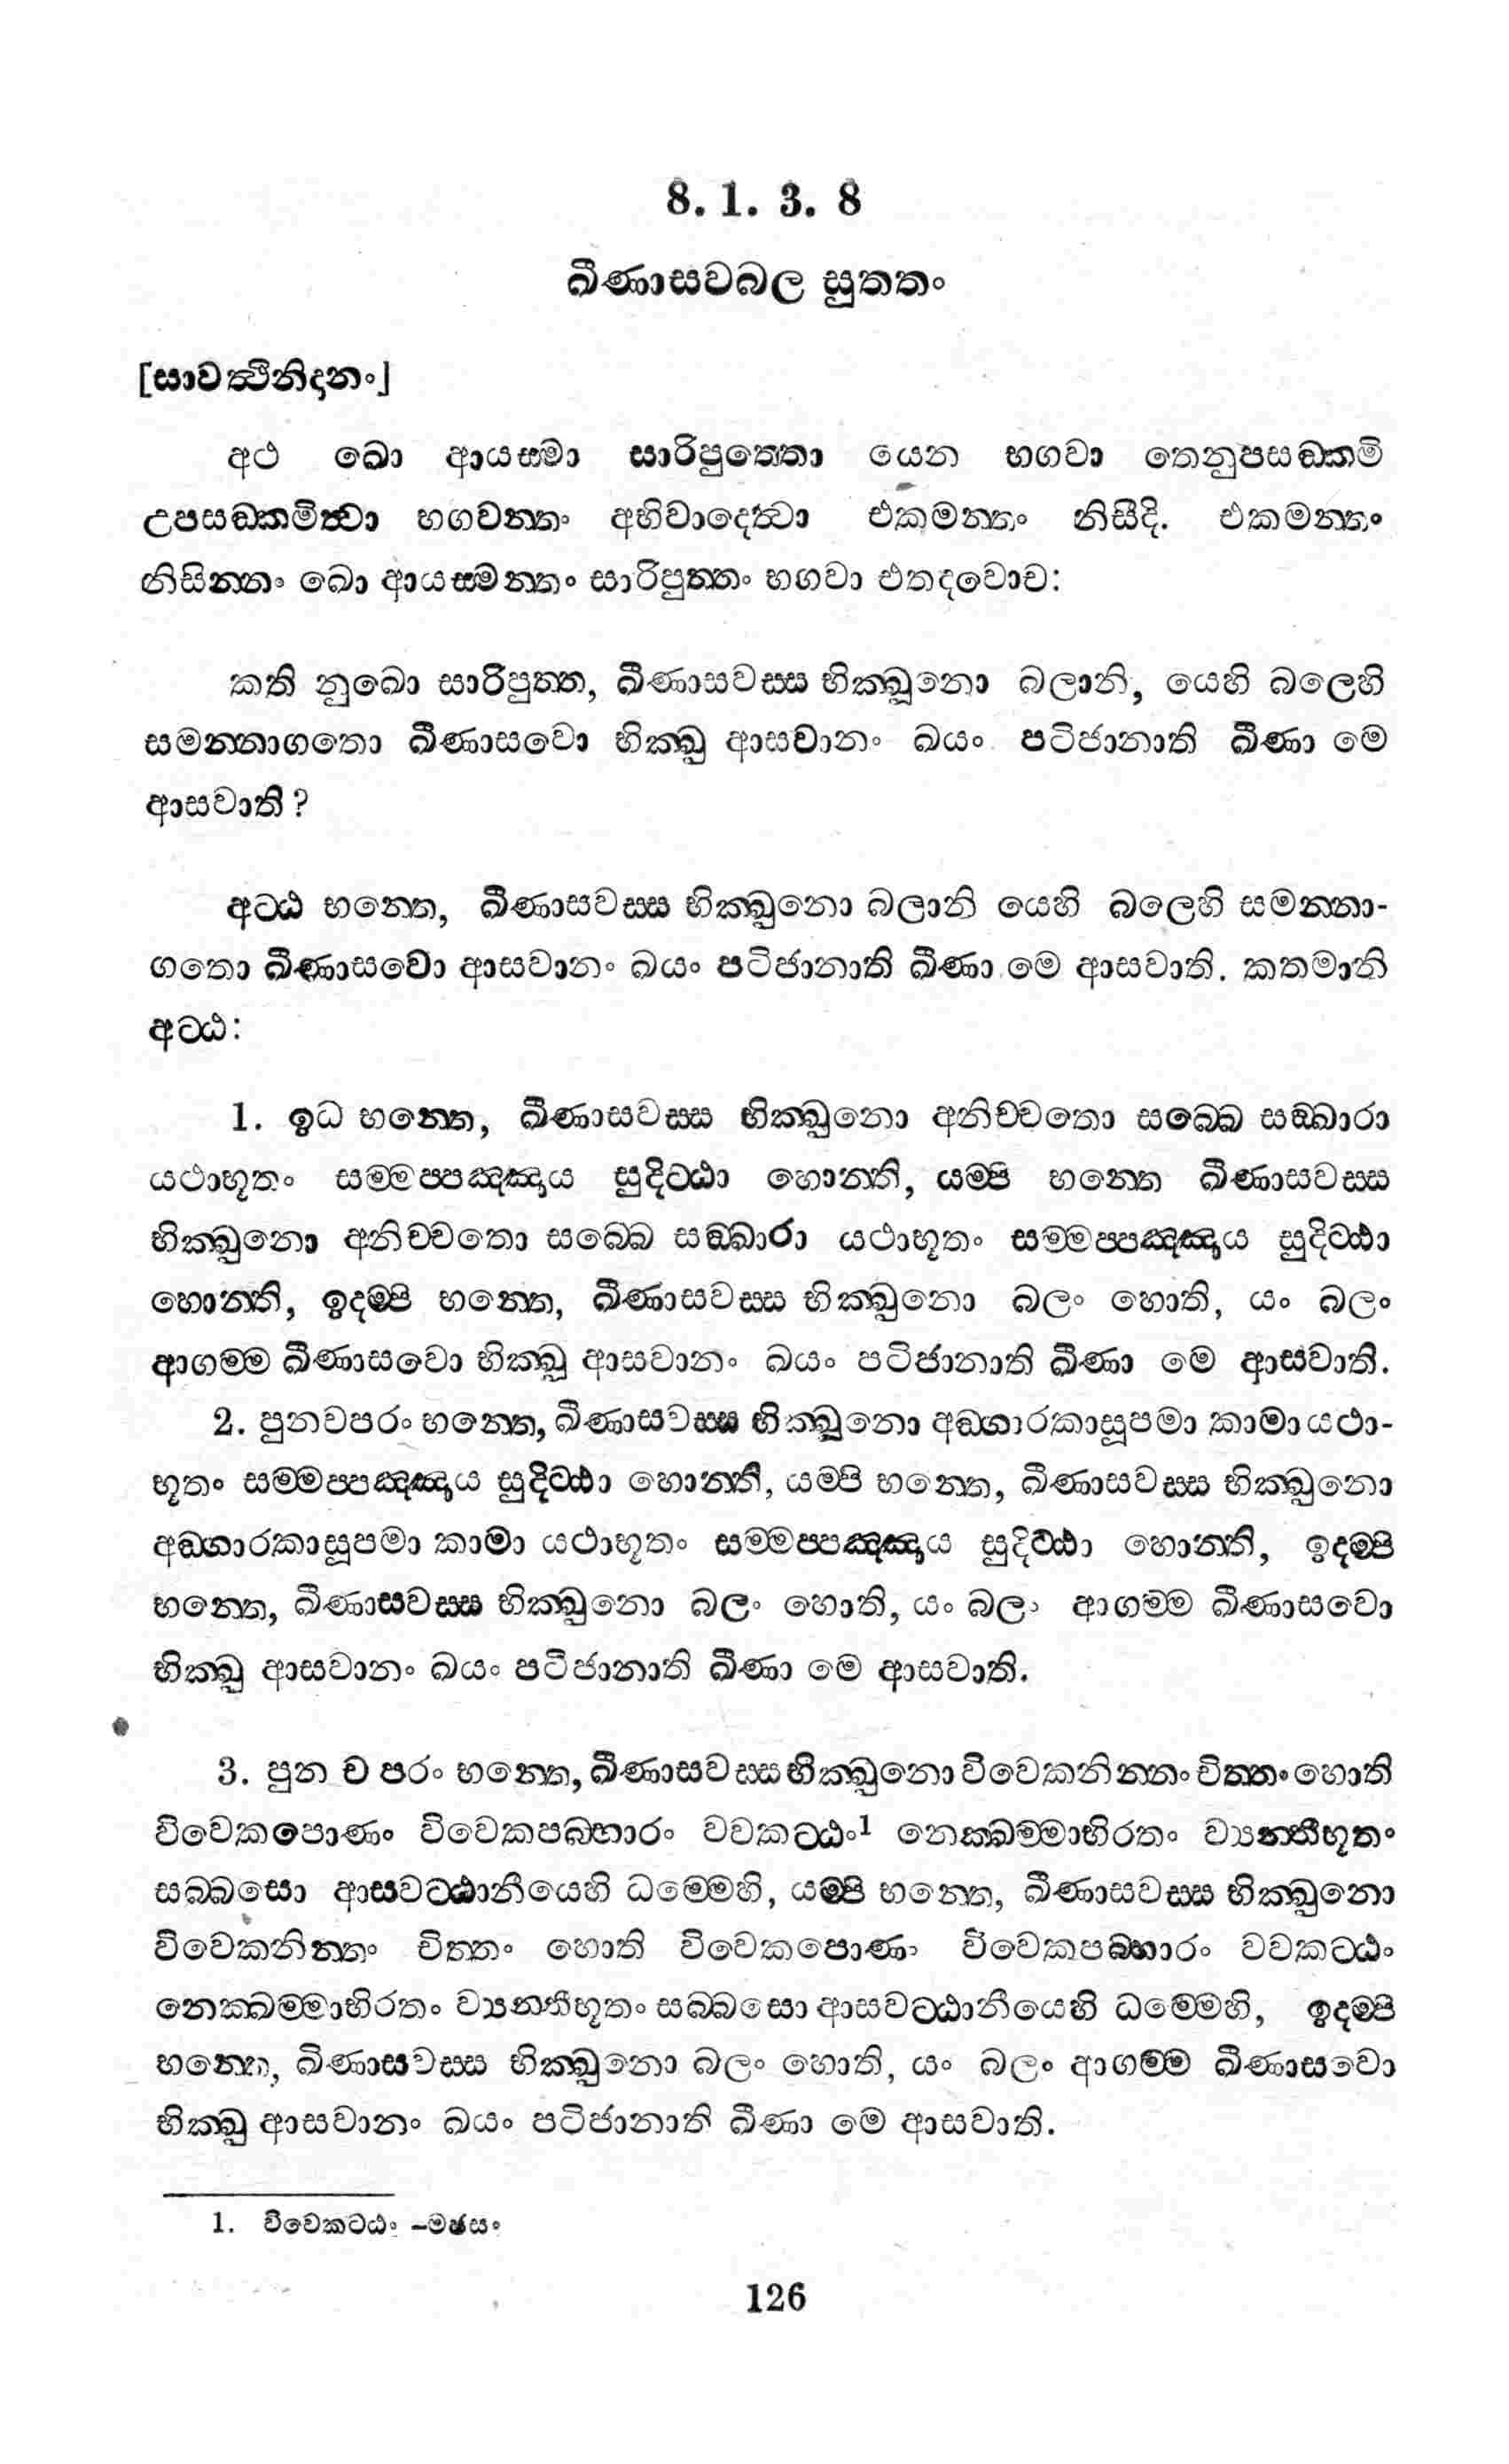 8. 1. 3. 8
ඛීණාසවබල සූත්තං
[සාවත්ථිනිදානං]
අථ ඛො ආයස්මා සාරිපුත්තො යෙන භගවා තෙනුපසඞ්කමි
උපසඞ්කමිත්වා භගවන්තං අභිවාදෙත්වා එකමන්තං නිසීදි. එකමන්තං
නිසින්නං ඛො ආයස්මන්තං සාරිපුත්තං භගවා එතදවොච:
කති නුඛො සාරිපුත්ත, ඛීණාසවස්ස භික්ඛූනො බලානි, යෙහි බලෙහි
සමන්නාගතො ඛීණාසවො භික්ඛු ආසවානං ඛයං පටිජානාති ඛීණා මෙ
ආසවාති?
අට්ඨ භන්තෙ, ඛීණාසවස්ස භික්ඛුනො බලානි යෙහි බලෙහි සමන්නා-
ගතො ඛීණාසවො ආසවානං ඛයං පටිජානාති ඛීණා මෙ ආසවාති. කතමානි
අට්ඨ:
1. ඉධ භන්තෙ, ඛීණාසවස්ස භික්ඛුනො අනිච්චතො සබ්බෙ සඞ්ඛාරා
යථාභූතං සම්මප්පඤ්ඤාය සුදිට්ඨා හොන්ති, යම්පි භන්තෙ ඛීණාසවස්ස
භික්ඛුනො අනිච්චතො සබ්බෙ සඞ්ඛාරා යථාභූතං සම්මප්පඤ්ඤාය සුදිට්ඨා
හොන්ති, ඉදම්පි භන්තෙ, ඛීණාසවස්ස භික්ඛුනො බලං හොති, යං බලං
ආගම්ම ඛීණාසවො භික්ඛූ ආසවානං ඛයං පටිජානාති ඛීණා මෙ ආසවාති.
2. පුනවපරං භන්තෙ, ඛීණාසවස්ස භික්ඛූනො අඞ්ගාරකාසූපමා කාමා යථා-
භූතං සම්මප්පඤ්ඤාය සුදිට්ඨා හොන්තී, යම්පි භන්තෙ, ඛීණාසවස්ස භික්ඛුනො
අඞ්ගාරකාසූපමා කාමා යථාභූතං සම්මප්පඤ්ඤාය සුදිට්ඨා හොන්ති, ඉදම්පි
භන්තෙ, ඛීණාසවස්ස භික්ඛුනො බලං හොති, යං බලං ආගම්ම ඛීණාසවො
භික්ඛු ආසවානං ඛයං පටිජානාති ඛීණා මෙ ආසවාති.
3. පුන ච පරං භන්තෙ, ඛීණාසවස්ස භික්ඛුනො විවෙකනින්නං චිත්තං හොති
විවෙකපොණං විවෙකපබ්භාරං වවකට්ඨං¹ නෙක්ඛම්මාභිරතං ව්‍යන්තීභූතං
සබ්බසො ආසවට්ඨානීයෙහි ධම්මෙහි, යම්පි භන්තෙ, ඛීණාසවස්ස භික්ඛුනො
විවෙකනින්නං චිත්තං හොති විවෙකපොණං විවෙකපබ්භාරං වවකට්ඨං
නෙක්ඛම්මාභිරතං ව්‍යන්තීභූතං සබ්බසො ආසවට්ඨානීයෙහි ධම්මෙහි, ඉදම්පි
භන්තෙ, ඛීණාසවස්ස භික්ඛුනො බලං හොති, යං බලං ආගම්ම ඛීණාසවො
භික්ඛු ආසවානං ඛයං පටිජානාති ඛීණා මෙ ආසවාති.
1. විවෙකට්ඨං -මඡසං
126